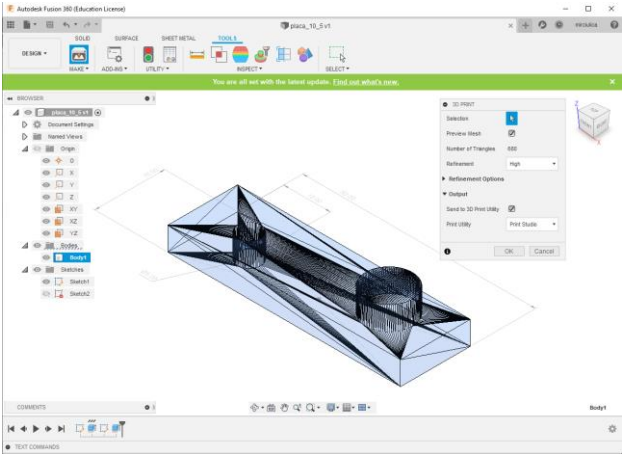 Autodesk Fusion 360 (Education License)
placa_10_5 v1
SOLID SURFACE SHEET METAL TOOLS
DESIGN
MAKE ADD-INS UTILITY INSPECT SELECT
You are all set with the latest update. Find out what's new.
BROWSER
placa_10_5 v1
Document Settings
Named Views
Origin
O
X
Y
Z
XY
XZ
YZ
Bodies
Body1
Sketches
Sketch1
Sketch2
3D PRINT
Selection
Preview Mesh
Number of Triangles 680
Refinement High
Refinement Options
Output
Send to 3D Print Utility
Print Utility Print Studio
OK Cancel
Z
X
COMMENTS
Body1
TEXT COMMANDS